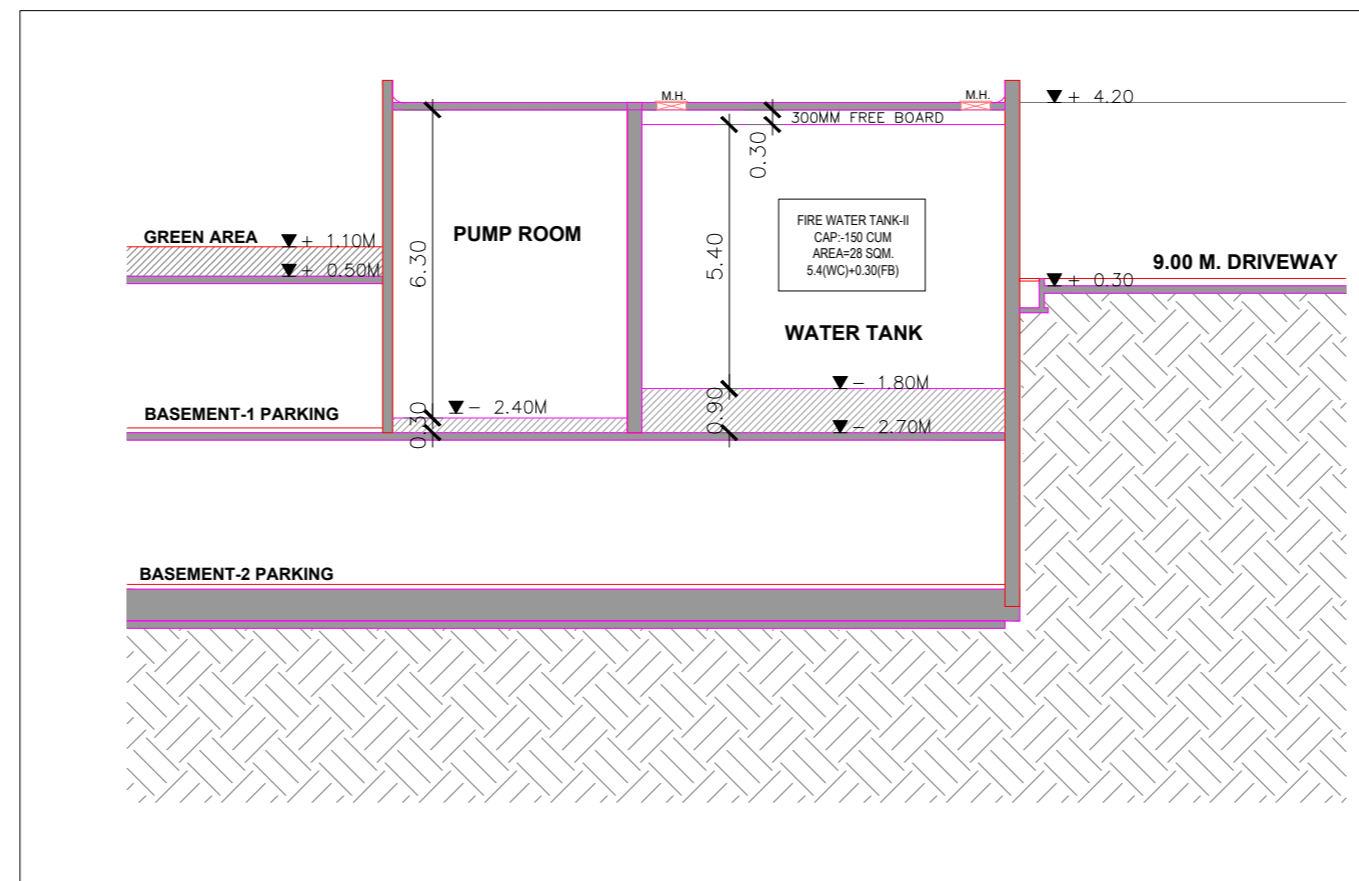 M.H.
M.H.
+ 4.20
300MM FREE BOARD
0.30
GREEN AREA
+ 1.10M
+ 0.50M
6.30
PUMP ROOM
5.40
FIRE WATER TANK-II
CAP:-150 CUM
AREA=28 SQM.
5.4(WC)+0.30(FB)
9.00 M. DRIVEWAY
+ 0.30
WATER TANK
- 1.80M
0.90
- 2.70M
BASEMENT-1 PARKING
- 2.40M
0.30
BASEMENT-2 PARKING